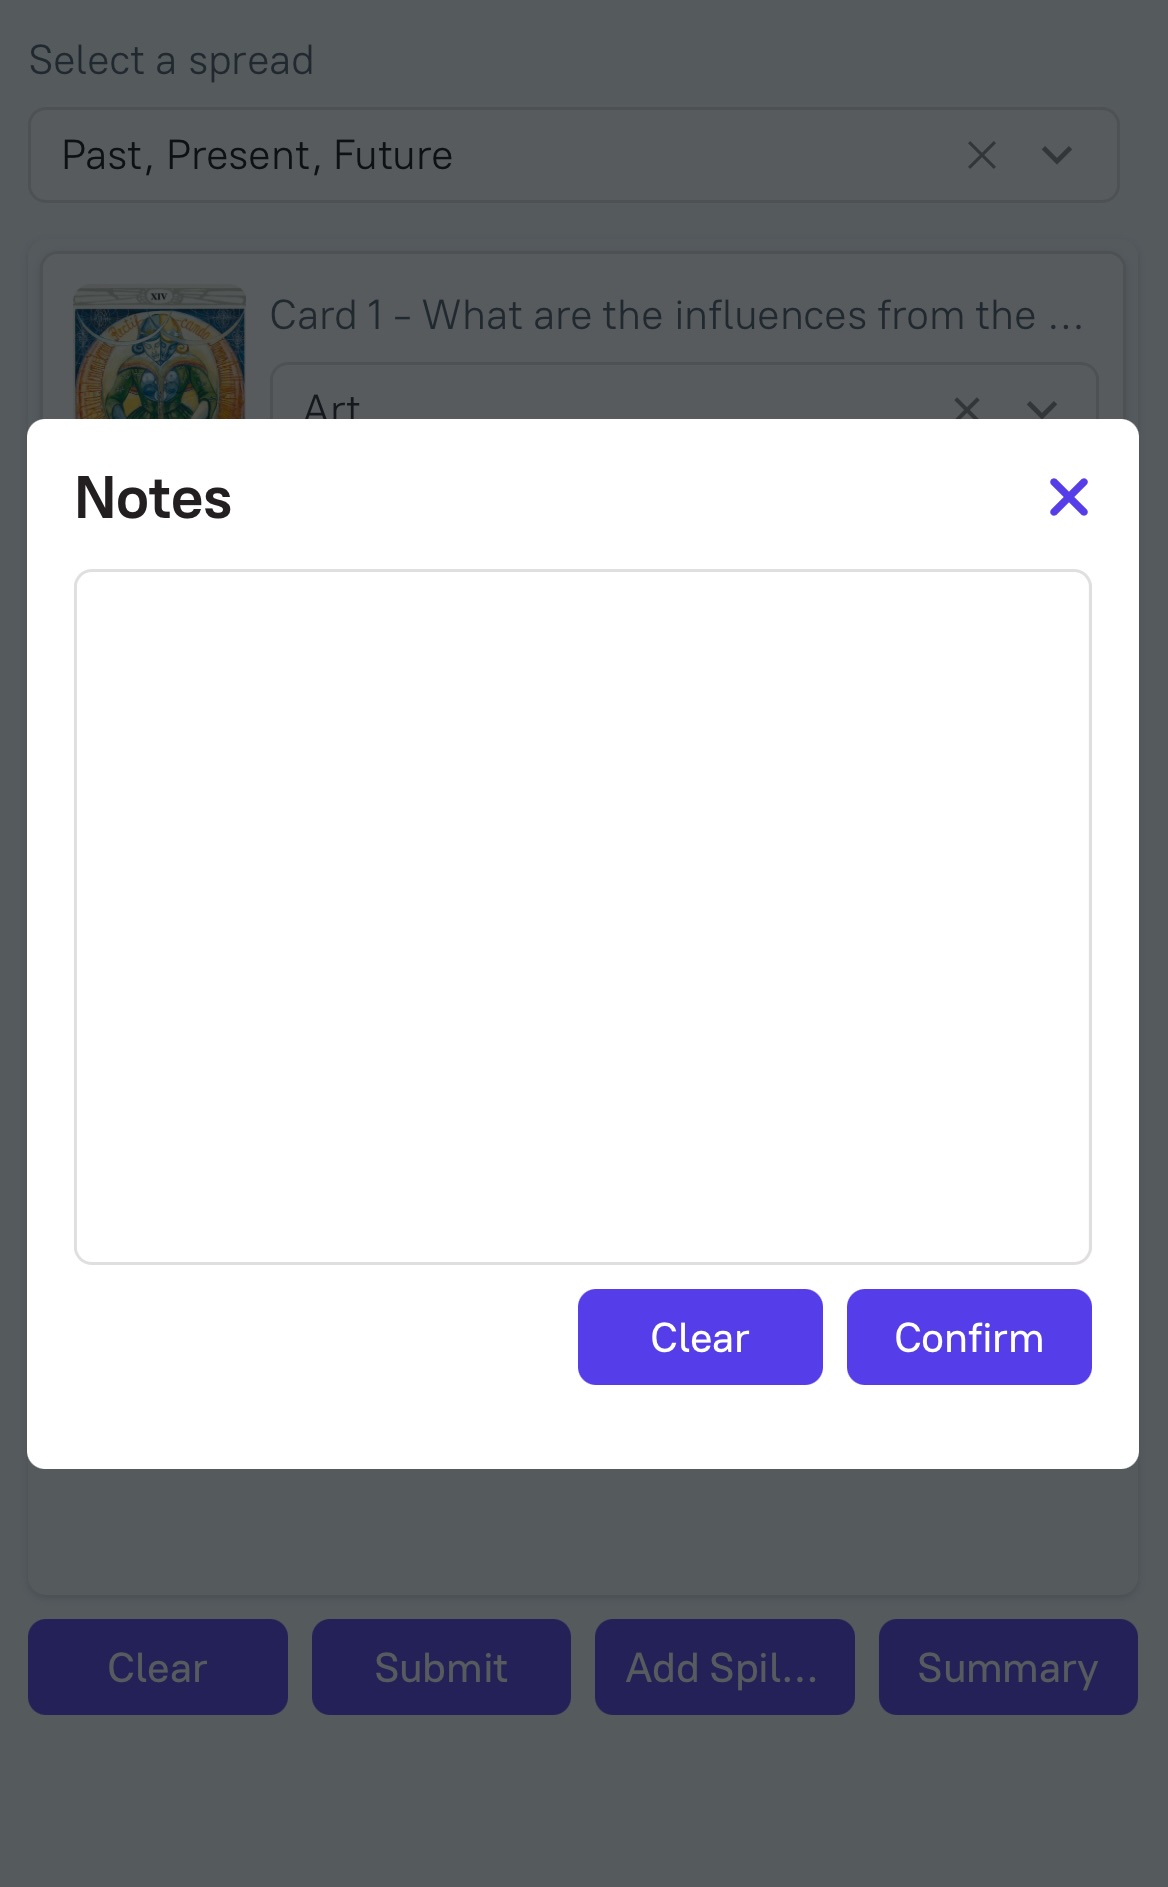 Select a spread
Past, Present, Future
XIV
Card 1 - What are the influences from the ...
Art
Notes
Clear
Confirm
Clear
Submit
Add Spil...
Summary